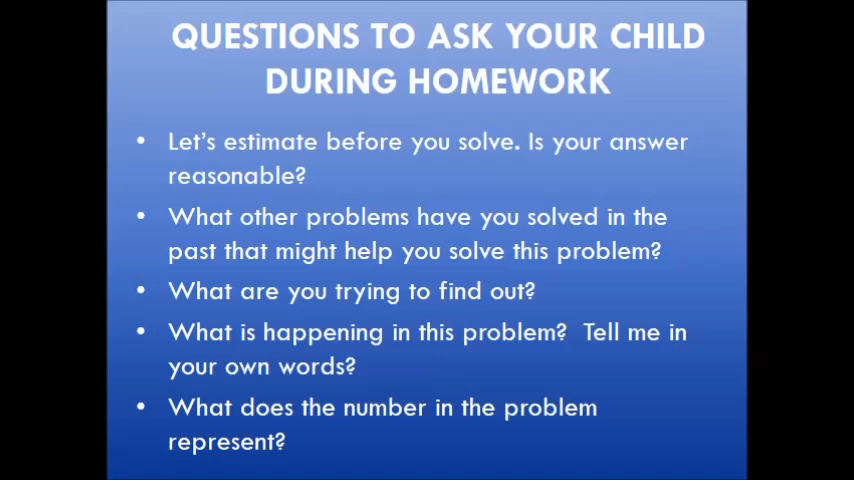 QUESTIONS TO ASK YOUR CHILD
DURING HOMEWORK
• Let's estimate before you solve. Is your answer
reasonable?
• What other problems have you solved in the
past that might help you solve this problem?
• What are you trying to find out?
• What is happening in this problem?  Tell me in
your own words?
• What does the number in the problem
represent?